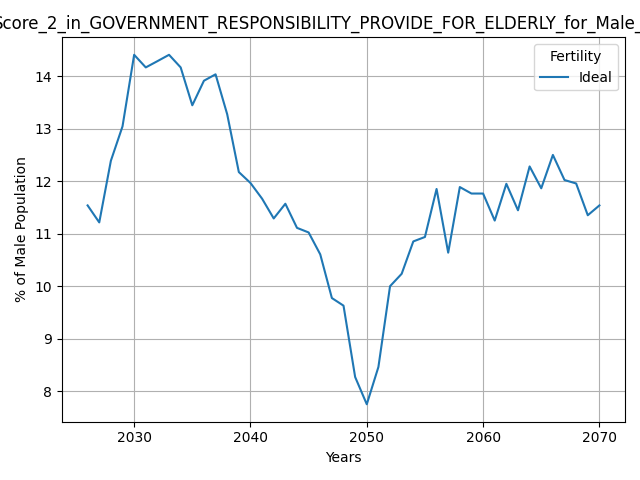 Score_2_in_GOVERNMENT_RESPONSIBILITY_PROVIDE_FOR_ELDERLY_for_Male_
Fertility
Ideal
% of Male Population
14
13
12
11
10
9
8
2030 2040 2050 2060 2070
Years